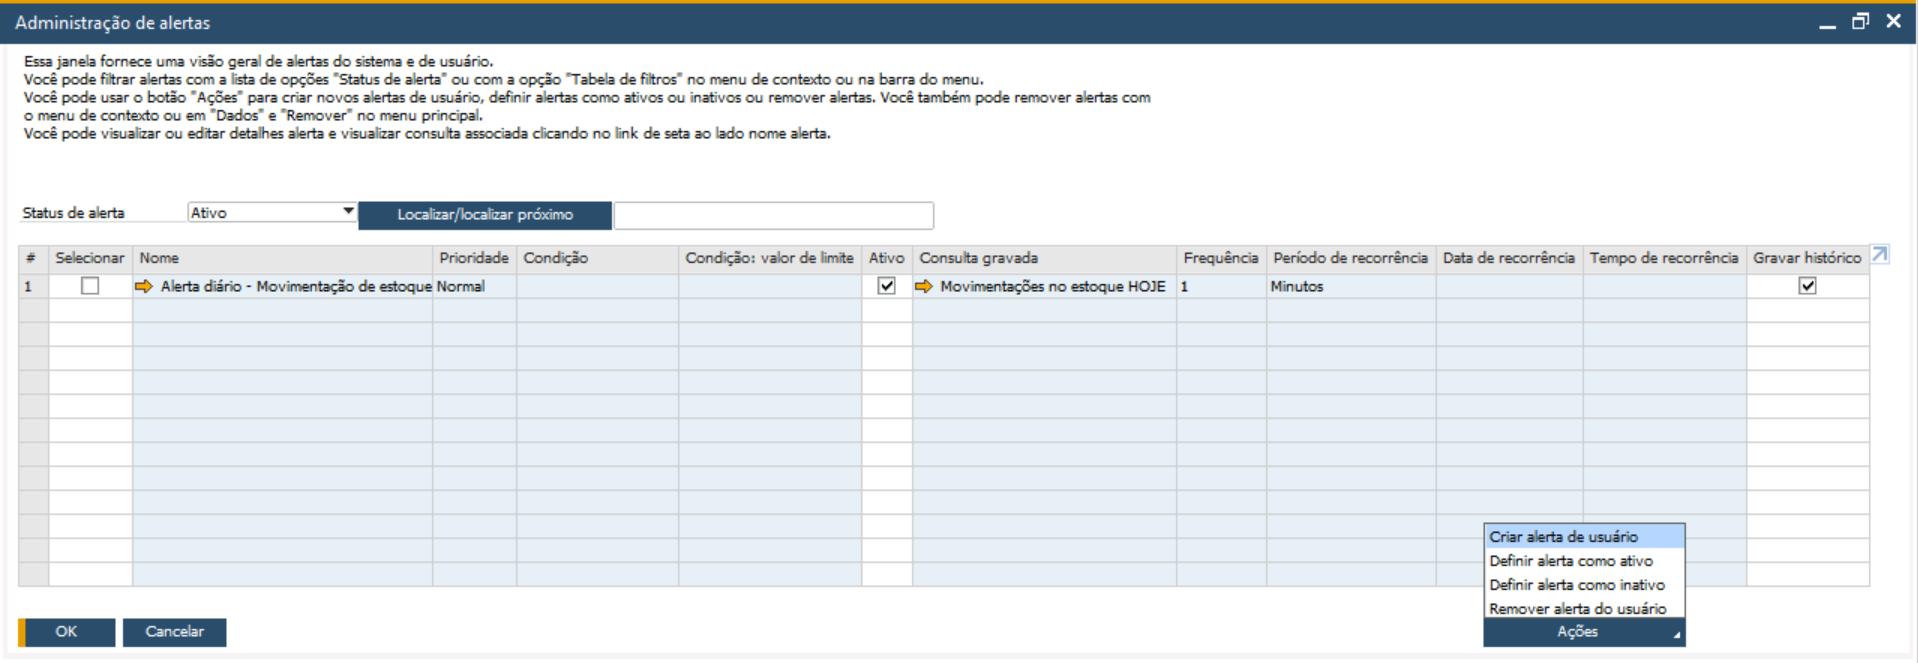 Administração de alertas
Essa janela fornece uma visão geral de alertas do sistema e de usuário.
Você pode filtrar alertas com a lista de opções "Status de alerta" ou com a opção "Tabela de filtros" no menu de contexto ou na barra do menu.
Você pode usar o botão "Ações" para criar novos alertas de usuário, definir alertas como ativos ou inativos ou remover alertas. Você também pode remover alertas com
o menu de contexto ou em "Dados" e "Remover" no menu principal.
Você pode visualizar ou editar detalhes alerta e visualizar consulta associada clicando no link de seta ao lado nome alerta.
Status de alerta Ativo Localizar/localizar próximo
# Selecionar Nome Prioridade Condição Condição: valor de limite Ativo Consulta gravada Frequência Período de recorrência Data de recorrência Tempo de recorrência Gravar histórico
1 Alerta diário - Movimentação de estoque Normal Movimentações no estoque HOJE 1 Minutos
Criar alerta de usuário
Definir alerta como ativo
Definir alerta como inativo
Remover alerta do usuário
OK Cancelar Ações